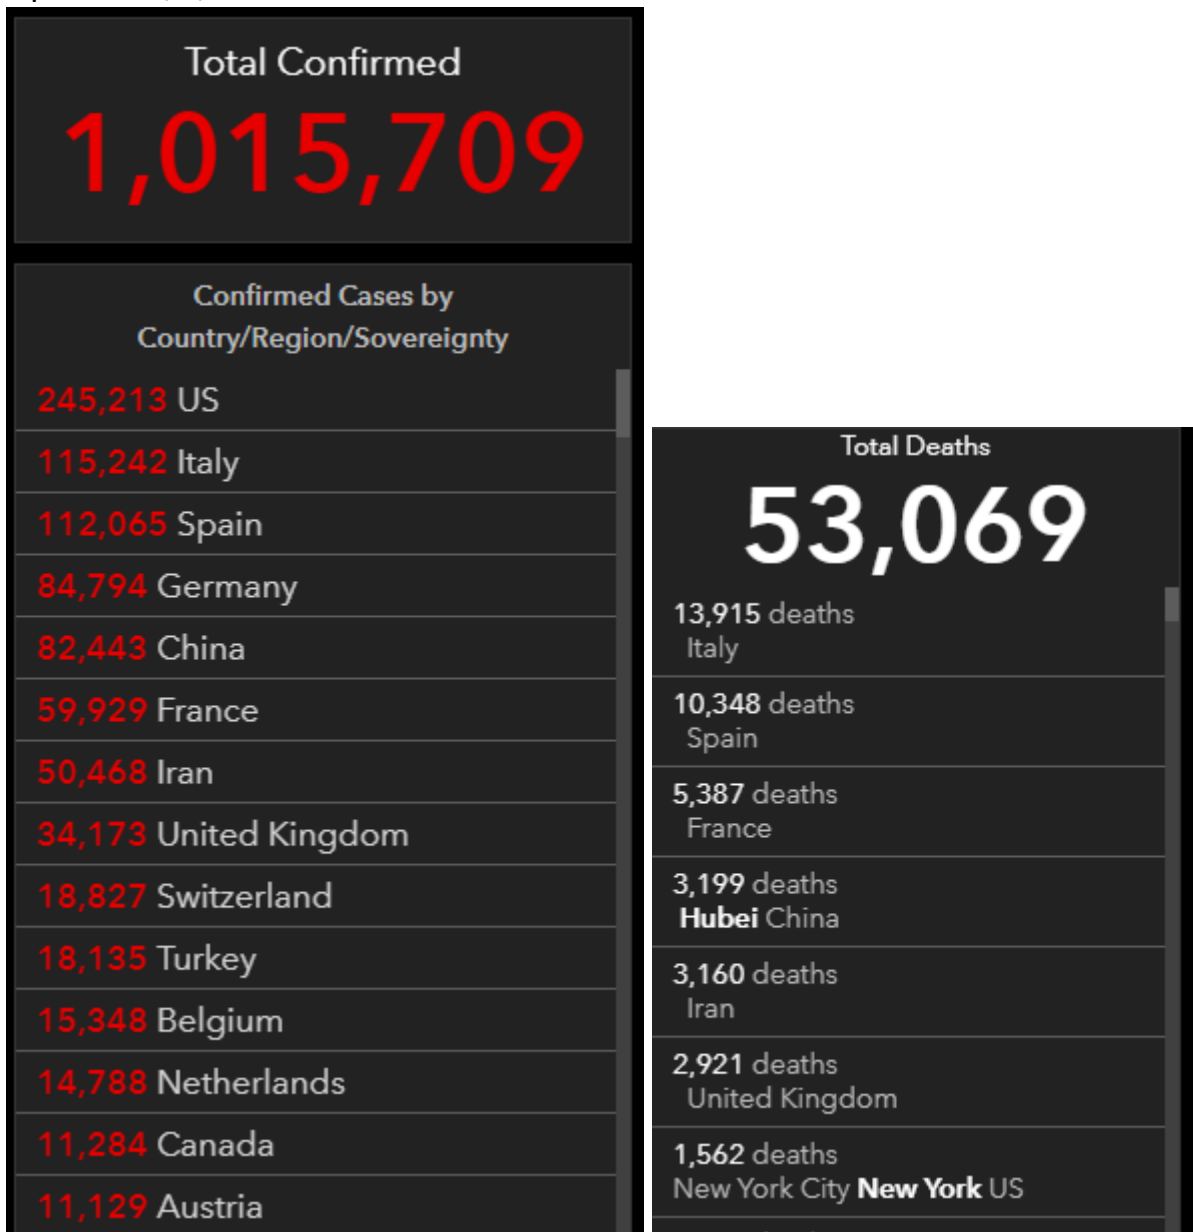 Total Confirmed
1,015,709
Confirmed Cases by
Country/Region/Sovereignty
245,213 US
115,242 Italy
112,065 Spain
84,794 Germany
82,443 China
59,929 France
50,468 Iran
34,173 United Kingdom
18,827 Switzerland
18,135 Turkey
15,348 Belgium
14,788 Netherlands
11,284 Canada
11,129 Austria
Total Deaths
53,069
13,915 deaths
Italy
10,348 deaths
Spain
5,387 deaths
France
3,199 deaths
Hubei China
3,160 deaths
Iran
2,921 deaths
United Kingdom
1,562 deaths
New York City New York US